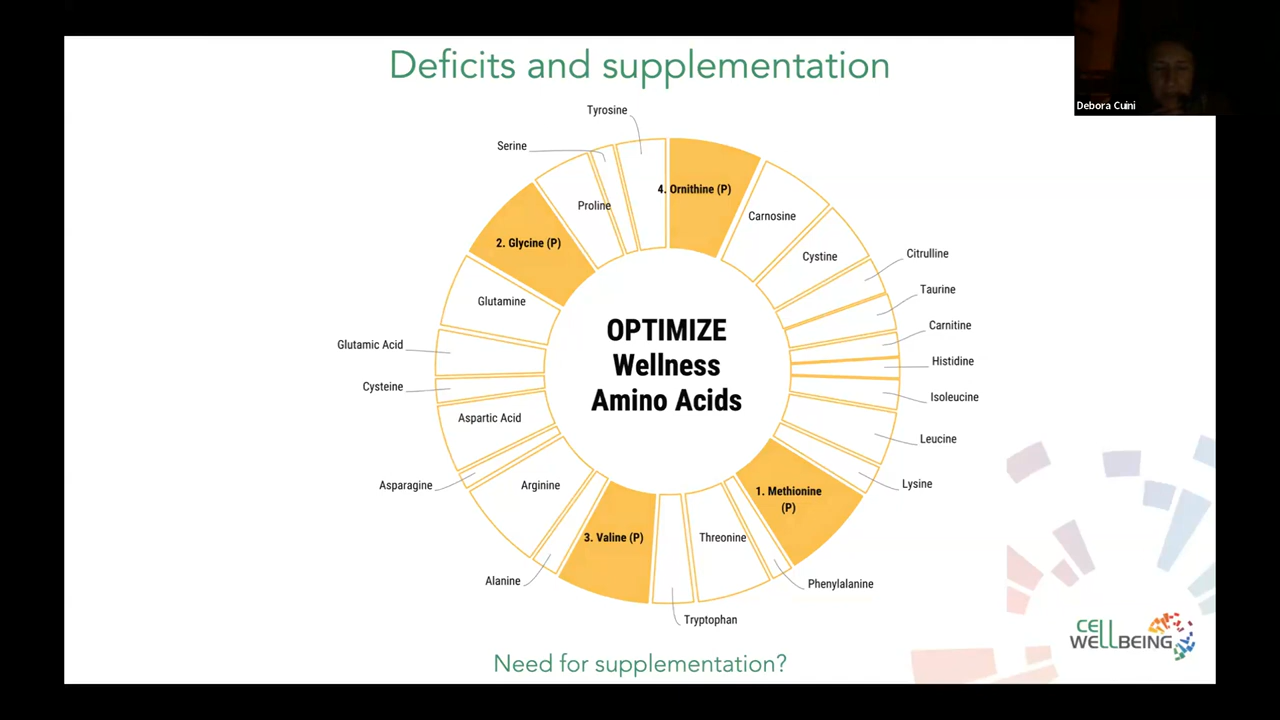 Deficits and supplementation
Debora Cuini
Tyrosine
Serine
4. Ornithine (P)
Proline
Carnosine
2. Glycine (P)
Cystine
Citrulline
Taurine
Glutamine
Carnitine
OPTIMIZE
Wellness
Amino Acids
Glutamic Acid
Histidine
Cysteine
Isoleucine
Aspartic Acid
Leucine
Asparagine
Arginine
Lysine
1. Methionine
(P)
3. Valine (P)
Threonine
Alanine
Phenylalanine
Tryptophan
CELL
WELLBEING
Need for supplementation?